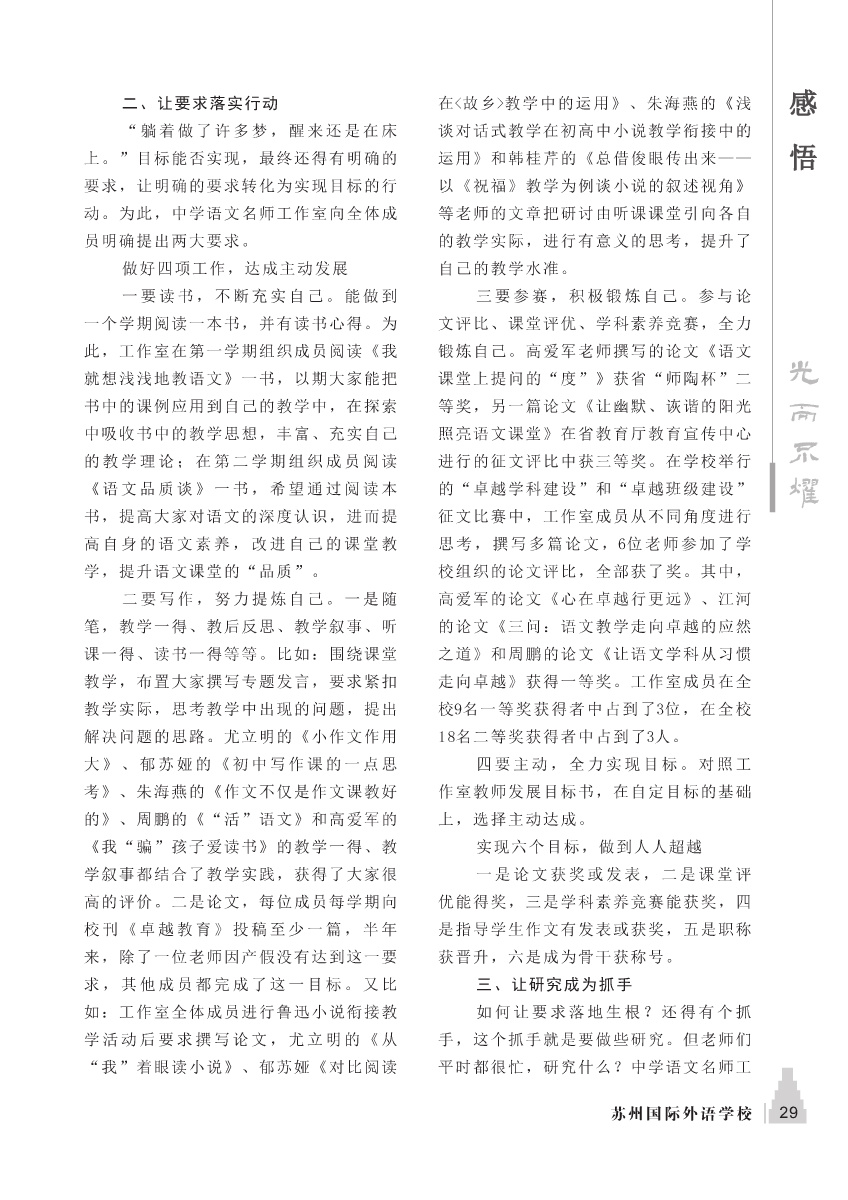 二、让要求落实行动
“躺着做了许多梦，醒来还是在床
上。”目标能否实现，最终还得有明确的
要求，让明确的要求转化为实现目标的行
动。为此，中学语文名师工作室向全体成
员明确提出两大要求。
做好四项工作，达成主动发展
一要读书，不断充实自己。能做到
一个学期阅读一本书，并有读书心得。为
此，工作室在第一学期组织成员阅读《我
就想浅浅地教语文》一书，以期大家能把
书中的课例应用到自己的教学中，在探索
中吸收书中的教学思想，丰富、充实自己
的教学理论；在第二学期组织成员阅读
《语文品质谈》一书，希望通过阅读本
书，提高大家对语文的深度认识，进而提
高自身的语文素养，改进自己的课堂教
学，提升语文课堂的“品质”。
二要写作，努力提炼自己。一是随
笔，教学一得、教后反思、教学叙事、听
课一得、读书一得等等。比如：围绕课堂
教学，布置大家撰写专题发言，要求紧扣
教学实际，思考教学中出现的问题，提出
解决问题的思路。尤立明的《小作文作用
大》、郁苏娅的《初中写作课的一点思
考》、朱海燕的《作文不仅是作文课教好
的》、周鹏的《“活”语文》和高爱军的
《我“骗”孩子爱读书》的教学一得、教
学叙事都结合了教学实践，获得了大家很
高的评价。二是论文，每位成员每学期向
校刊《卓越教育》投稿至少一篇，半年
来，除了一位老师因产假没有达到这一要
求，其他成员都完成了这一目标。又比
如：工作室全体成员进行鲁迅小说衔接教
学活动后要求撰写论文，尤立明的《从
“我”着眼读小说》、郁苏娅《对比阅读
在<故乡>教学中的运用》、朱海燕的《浅
谈对话式教学在初高中小说教学衔接中的
运用》和韩桂芹的《总借俊眼传出来——
以《祝福》教学为例谈小说的叙述视角》
等老师的文章把研讨由听课课堂引向各自
的教学实际，进行有意义的思考，提升了
自己的教学水准。
三要参赛，积极锻炼自己。参与论
文评比、课堂评优、学科素养竞赛，全力
锻炼自己。高爱军老师撰写的论文《语文
课堂上提问的“度”》获省“师陶杯”二
等奖，另一篇论文《让幽默、诙谐的阳光
照亮语文课堂》在省教育厅教育宣传中心
进行的征文评比中获三等奖。在学校举行
的“卓越学科建设”和“卓越班级建设”
征文比赛中，工作室成员从不同角度进行
思考，撰写多篇论文，6位老师参加了学
校组织的论文评比，全部获了奖。其中，
高爱军的论文《心在卓越行更远》、江河
的论文《三问：语文教学走向卓越的应然
之道》和周鹏的论文《让语文学科从习惯
走向卓越》获得一等奖。工作室成员在全
校9名一等奖获得者中占到了3位，在全校
18名二等奖获得者中占到了3人。
四要主动，全力实现目标。对照工
作室教师发展目标书，在自定目标的基础
上，选择主动达成。
实现六个目标，做到人人超越
一是论文获奖或发表，二是课堂评
优能得奖，三是学科素养竞赛能获奖，四
是指导学生作文有发表或获奖，五是职称
获晋升，六是成为骨干获称号。
三、让研究成为抓手
如何让要求落地生根？还得有个抓
手，这个抓手就是要做些研究。但老师们
平时都很忙，研究什么？中学语文名师工
感悟
光而不耀
苏州国际外语学校 29